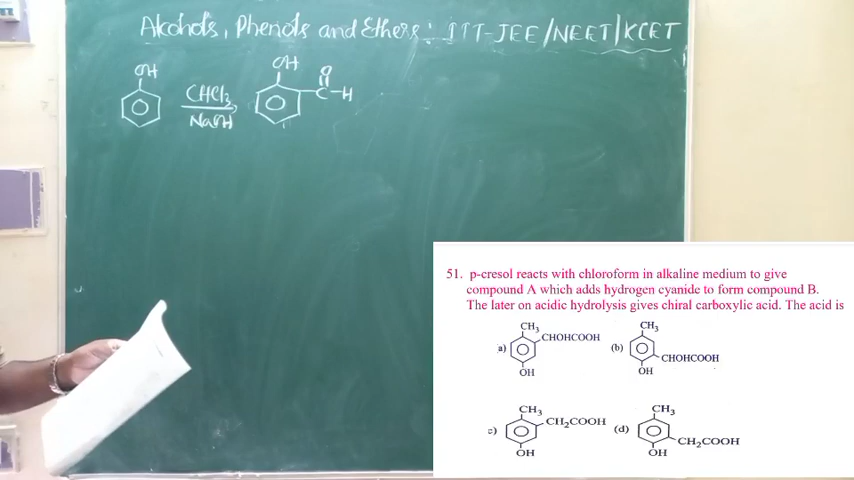 Alcohols, Phenols and Ethers: IIT-JEE/NEET/KCET
OH
CHCl3
NaOH
OH
O
C-H
51. p-cresol reacts with chloroform in alkaline medium to give
compound A which adds hydrogen cyanide to form compound B.
The later on acidic hydrolysis gives chiral carboxylic acid. The acid is
a)
CH3
CHOHCOOH
OH
(b)
CH3
CHOHCOOH
OH
c)
CH3
CH2COOH
OH
(d)
CH3
CH2COOH
OH